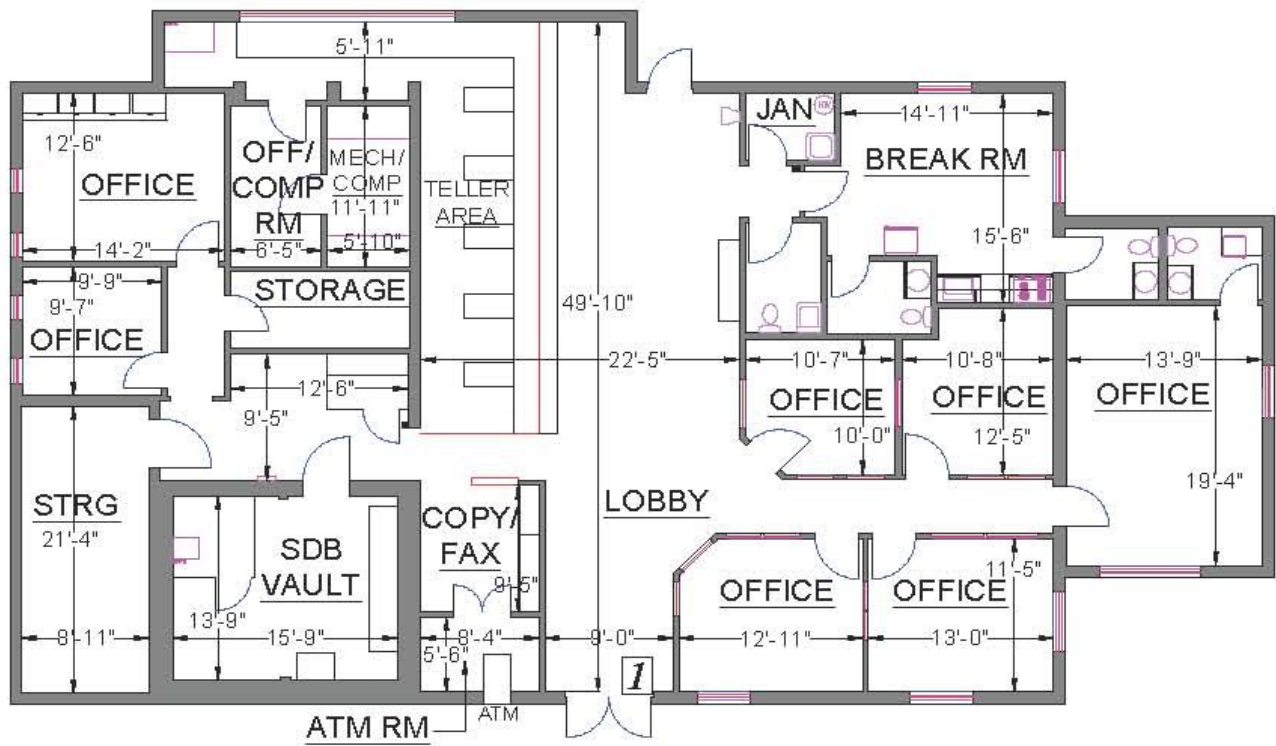 5'-11"
12'-6"
OFFICE
14'-2"
OFF/
COMP
RM
6'-5"
MECH/
COMP
11'-11"
5'-10"
TELLER
AREA
JAN
HW
14'-11"
BREAK RM
15'-6"
9'-9"
9'-7"
OFFICE
STORAGE
49'-10"
22'-5"
12'-6"
9'-5"
10'-7"
OFFICE
10'-0"
10'-8"
OFFICE
12'-5"
13'-9"
OFFICE
19'-4"
STRG
21'-4"
8'-11"
SDB
VAULT
13'-9"
15'-9"
COPY/
FAX
9'-5"
LOBBY
8'-4"
5'-6"
9'-0"
1
OFFICE
12'-11"
11'-5"
OFFICE
13'-0"
ATM RM
ATM